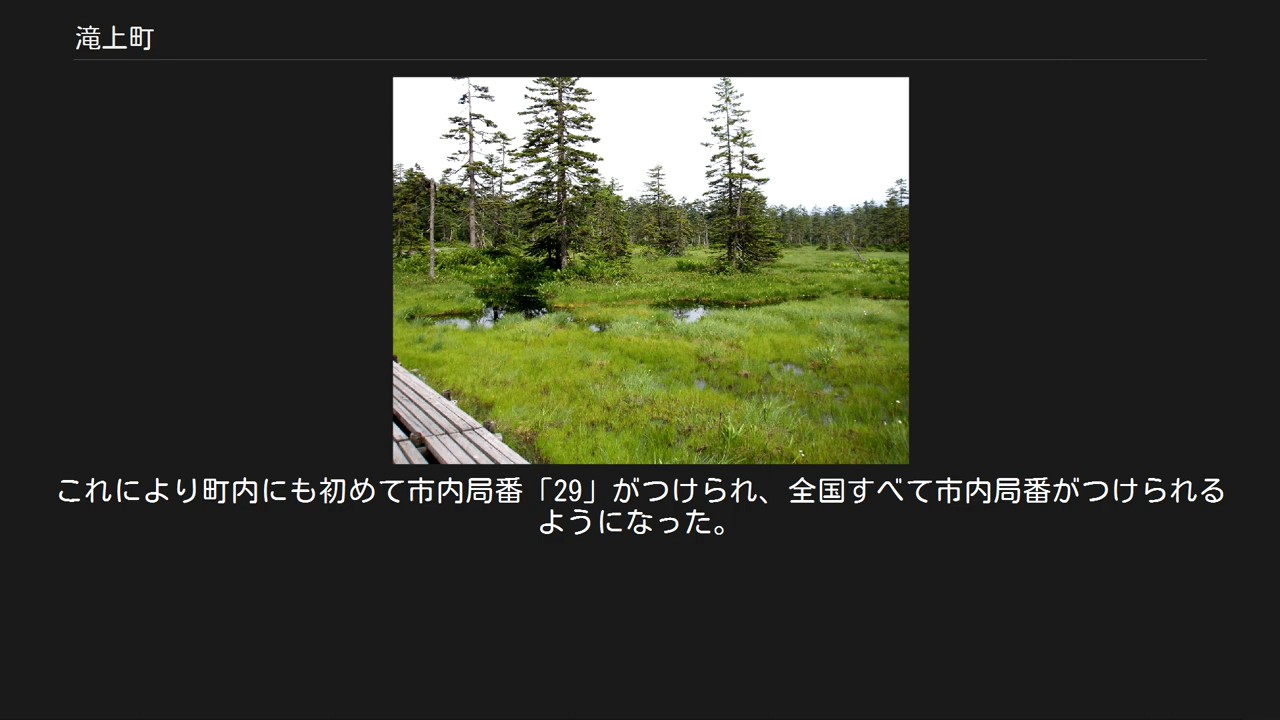 滝上町
これにより町内にも初めて市内局番「29」がつけられ、全国すべて市内局番がつけられる
ようになった。